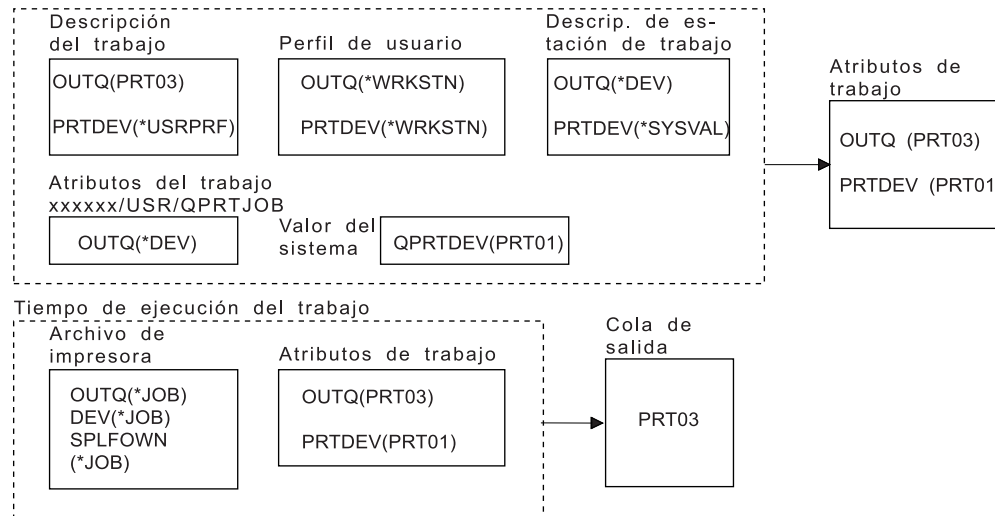 Descripción
del trabajo
OUTQ(PRT03)
PRTDEV(*USRPRF)
Perfil de usuario
OUTQ(*WRKSTN)
PRTDEV(*WRKSTN)
Descrip. de es-
tación de trabajo
OUTQ(*DEV)
PRTDEV(*SYSVAL)
Atributos de
trabajo
OUTQ (PRT03)
PRTDEV (PRT01
Atributos del trabajo
xxxxxx/USR/QPRTJOB
OUTQ(*DEV)
Valor del
sistema
QPRTDEV(PRT01)
Tiempo de ejecución del trabajo
Archivo de
impresora
OUTQ(*JOB)
DEV(*JOB)
SPLFOWN
(*JOB)
Atributos de trabajo
OUTQ(PRT03)
PRTDEV(PRT01)
Cola de
salida
PRT03